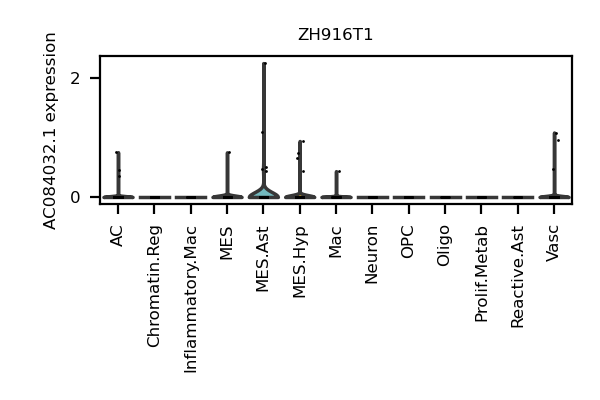 ZH916T1
AC084032.1 expression
2
0
AC
Chromatin.Reg
Inflammatory.Mac
MES
MES.Ast
MES.Hyp
Mac
Neuron
OPC
Oligo
Prolif.Metab
Reactive.Ast
Vasc